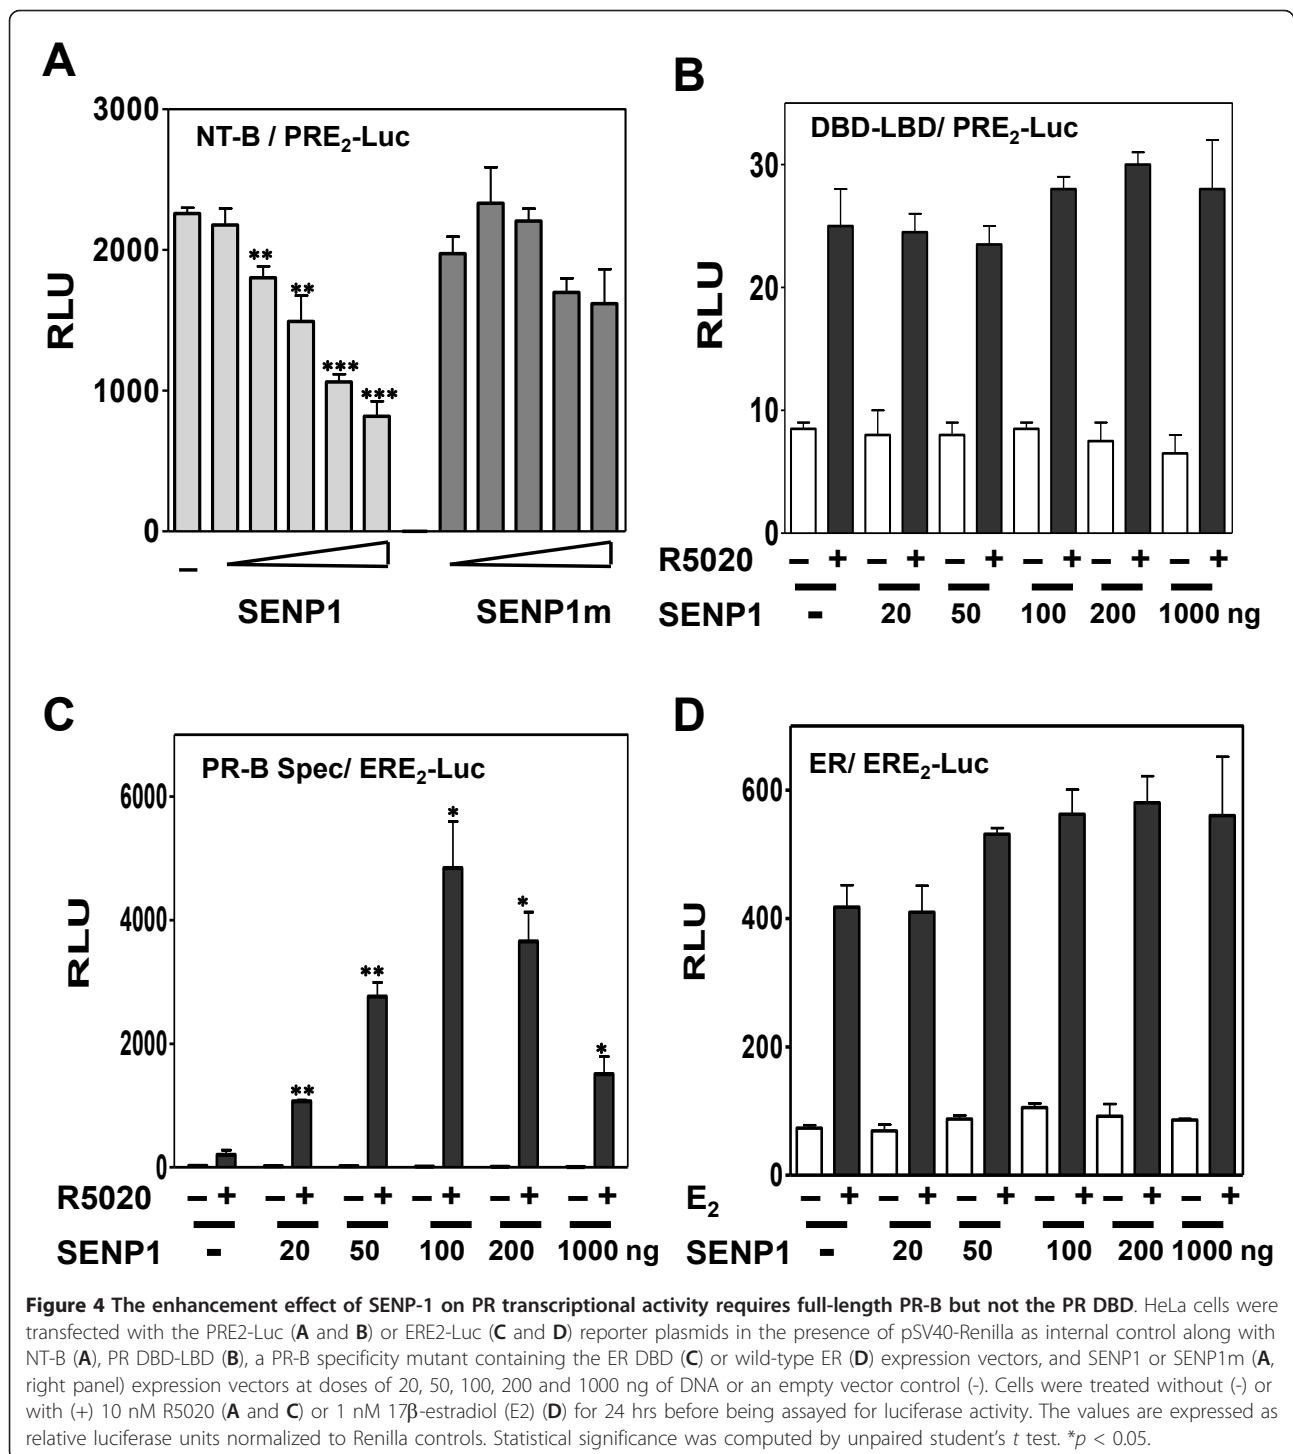 A
3000
2000
1000
0
RLU
NT-B / PRE2-Luc
** ** *** ***
–
SENP1 SENP1m
B
30
20
10
0
RLU
DBD-LBD/ PRE2-Luc
R5020 – + – + – + – + – + – +
SENP1 - 20 50 100 200 1000 ng
C
6000
4000
2000
0
RLU
PR-B Spec/ ERE2-Luc
** ** * * *
R5020 – + – + – + – + – + – +
SENP1 - 20 50 100 200 1000 ng
D
600
400
200
0
RLU
ER/ ERE2-Luc
E2 – + – + – + – + – + – +
SENP1 - 20 50 100 200 1000 ng
Figure 4 The enhancement effect of SENP-1 on PR transcriptional activity requires full-length PR-B but not the PR DBD. HeLa cells were
transfected with the PRE2-Luc (A and B) or ERE2-Luc (C and D) reporter plasmids in the presence of pSV40-Renilla as internal control along with
NT-B (A), PR DBD-LBD (B), a PR-B specificity mutant containing the ER DBD (C) or wild-type ER (D) expression vectors, and SENP1 or SENP1m (A,
right panel) expression vectors at doses of 20, 50, 100, 200 and 1000 ng of DNA or an empty vector control (-). Cells were treated without (-) or
with (+) 10 nM R5020 (A and C) or 1 nM 17β-estradiol (E2) (D) for 24 hrs before being assayed for luciferase activity. The values are expressed as
relative luciferase units normalized to Renilla controls. Statistical significance was computed by unpaired student's t test. *p < 0.05.